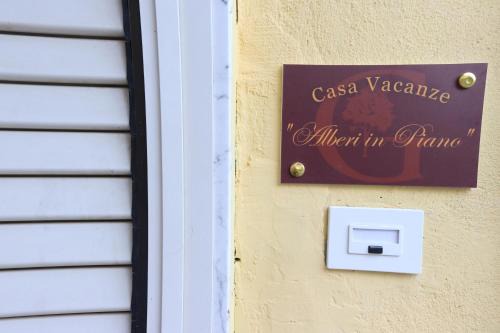 Casa Vacanze
"Alberi in Piano"
G